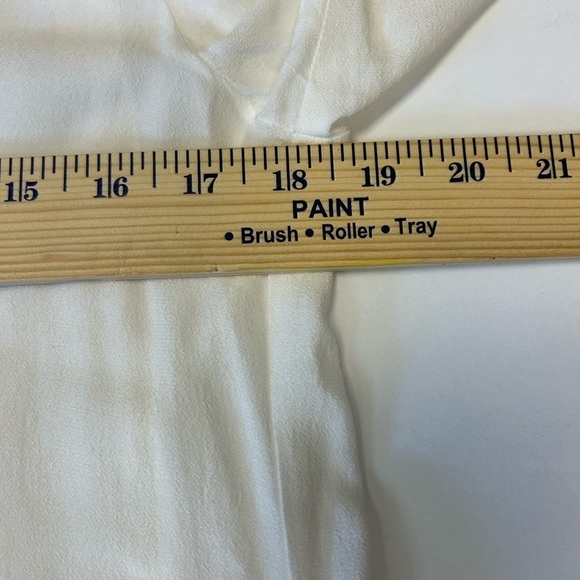 15 16 17 18 19 20 21
PAINT
• Brush • Roller • Tray